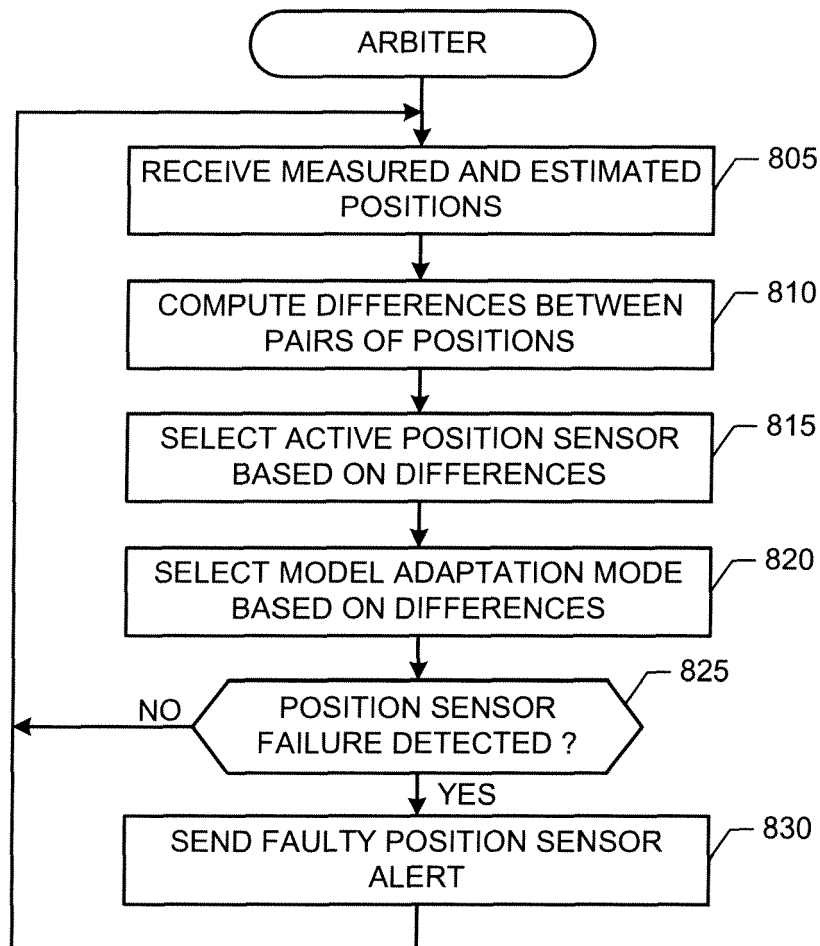 ARBITER
RECEIVE MEASURED AND ESTIMATED
POSITIONS
805
COMPUTE DIFFERENCES BETWEEN
PAIRS OF POSITIONS
810
SELECT ACTIVE POSITION SENSOR
BASED ON DIFFERENCES
815
SELECT MODEL ADAPTATION MODE
BASED ON DIFFERENCES
820
POSITION SENSOR
FAILURE DETECTED ?
825
NO
YES
SEND FAULTY POSITION SENSOR
ALERT
830